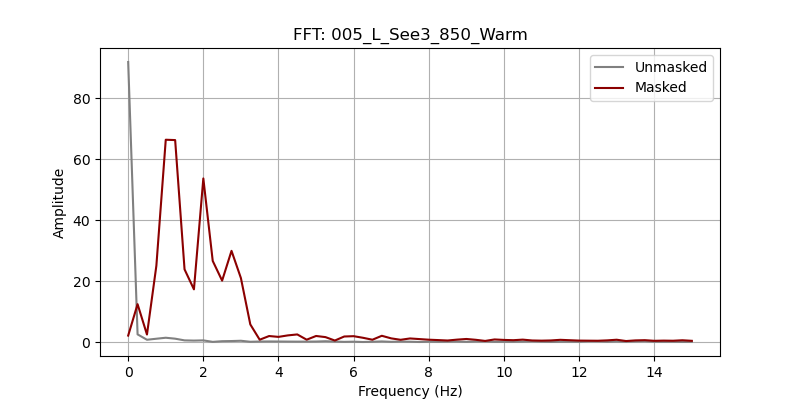 FFT: 005_L_See3_850_Warm
Unmasked
Masked
Amplitude
80
60
40
20
0
0 2 4 6 8 10 12 14
Frequency (Hz)